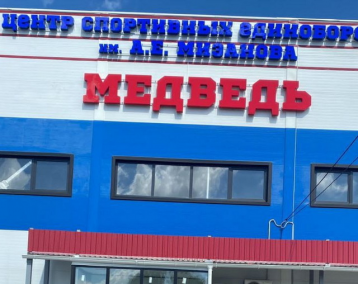 ЦЕНТР СПОРТИВНЫХ ЕДИНОБОРС
ИМ. А.Е. МИЗАНОВА
МЕДВЕДЬ